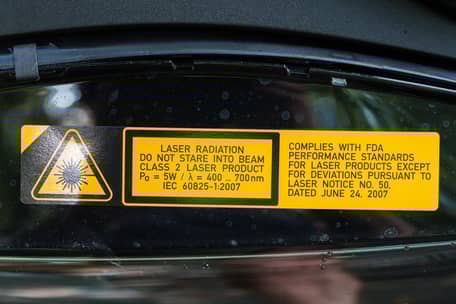 LASER RADIATION
DO NOT STARE INTO BEAM
CLASS 2 LASER PRODUCT
P₀ = 5W / λ = 400 ... 700nm
IEC 60825-1:2007
COMPLIES WITH FDA
PERFORMANCE STANDARDS
FOR LASER PRODUCTS EXCEPT
FOR DEVIATIONS PURSUANT TO
LASER NOTICE NO. 50,
DATED JUNE 24, 2007